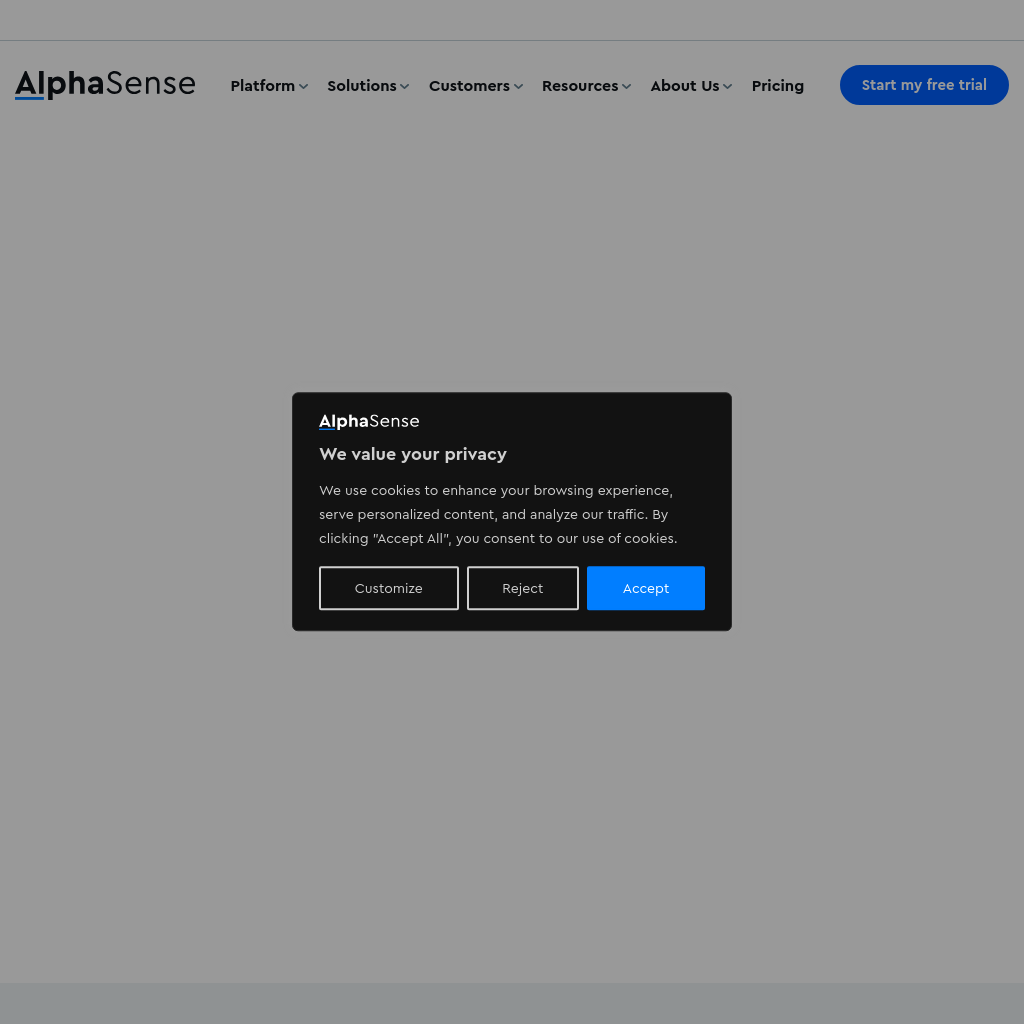 AlphaSense
Platform
Solutions
Customers
Resources
About Us
Pricing
Start my free trial
AlphaSense
We value your privacy
We use cookies to enhance your browsing experience,
serve personalized content, and analyze our traffic. By
clicking "Accept All", you consent to our use of cookies.
Customize
Reject
Accept